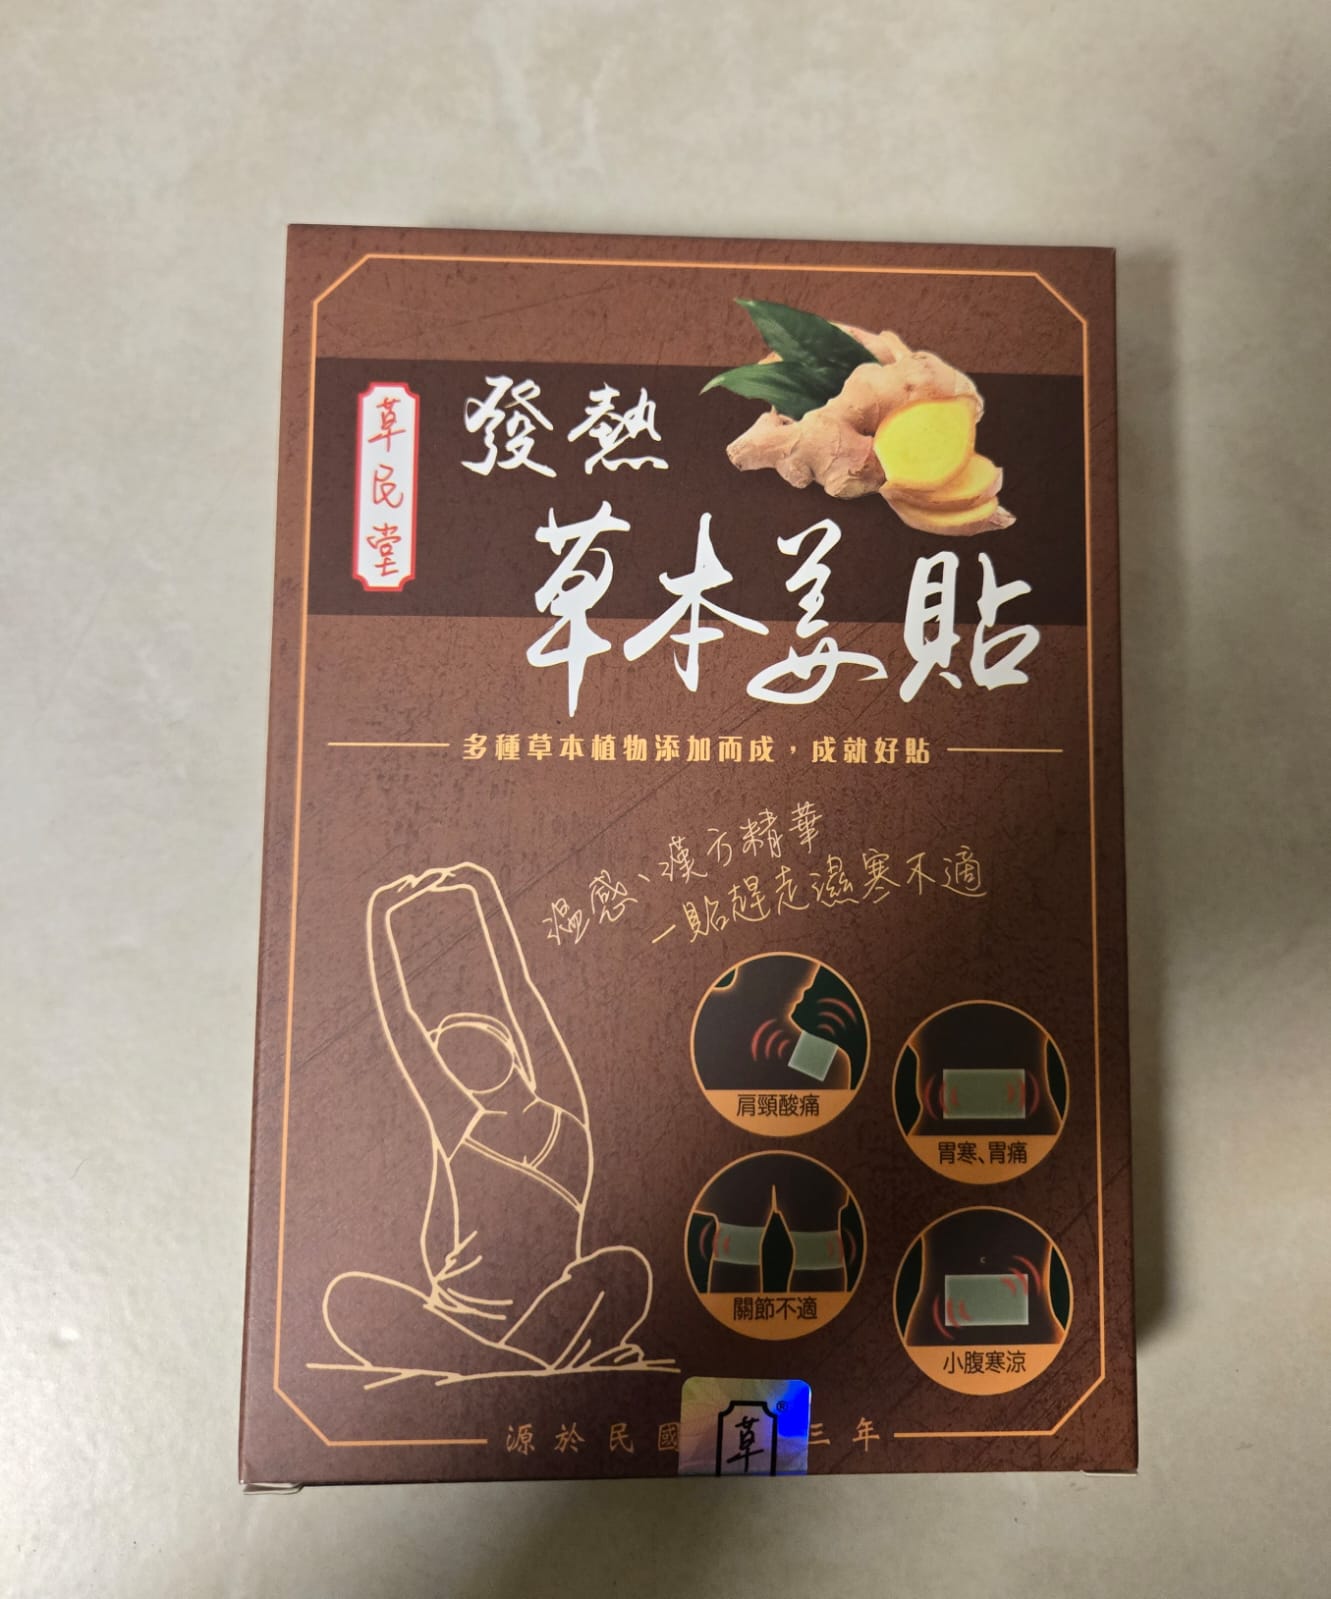 草民堂
發熱
草本姜貼
多種草本植物添加而成，成就好貼
温感、漢方精華
一貼趕走濕寒不適
肩頸酸痛
胃寒、胃痛
關節不適
小腹寒涼
源於民國
三年
草®